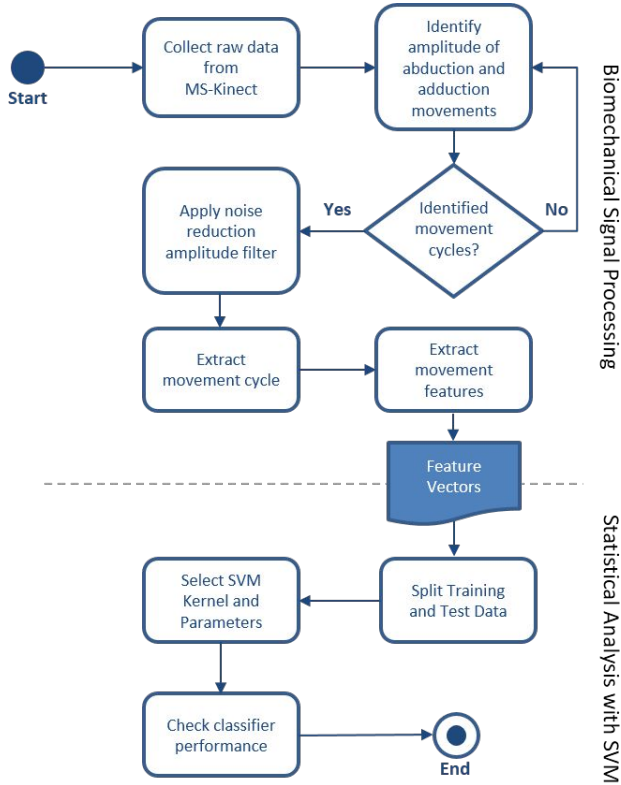 Start
Collect raw data
from
MS-Kinect
Identify
amplitude of
abduction and
adduction
movements
Identified
movement
cycles?
Yes
No
Apply noise
reduction
amplitude filter
Extract
movement cycle
Extract
movement
features
Feature
Vectors
Split Training
and Test Data
Select SVM
Kernel and
Parameters
Check classifier
performance
End
Biomechanical Signal Processing
Statistical Analysis with SVM